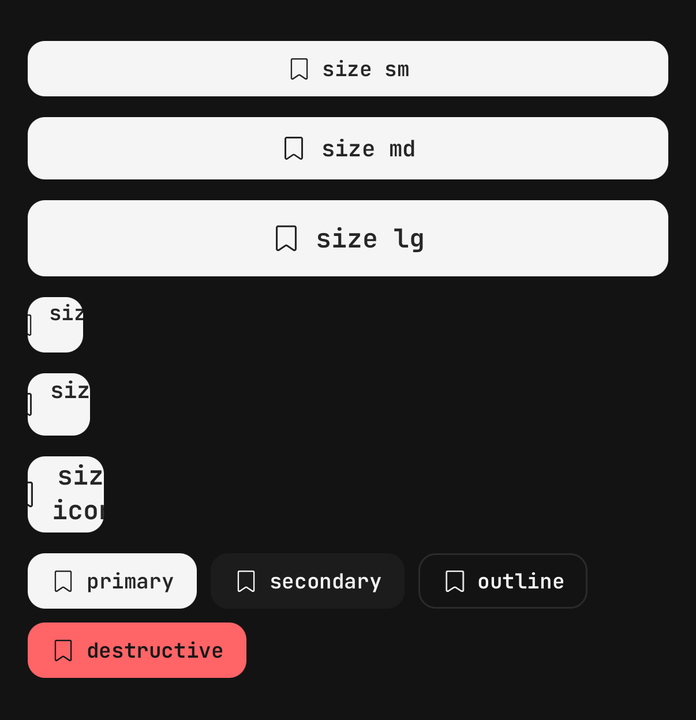 size sm
size md
size lg
siz
siz
siz
icon
primary
secondary
outline
destructive